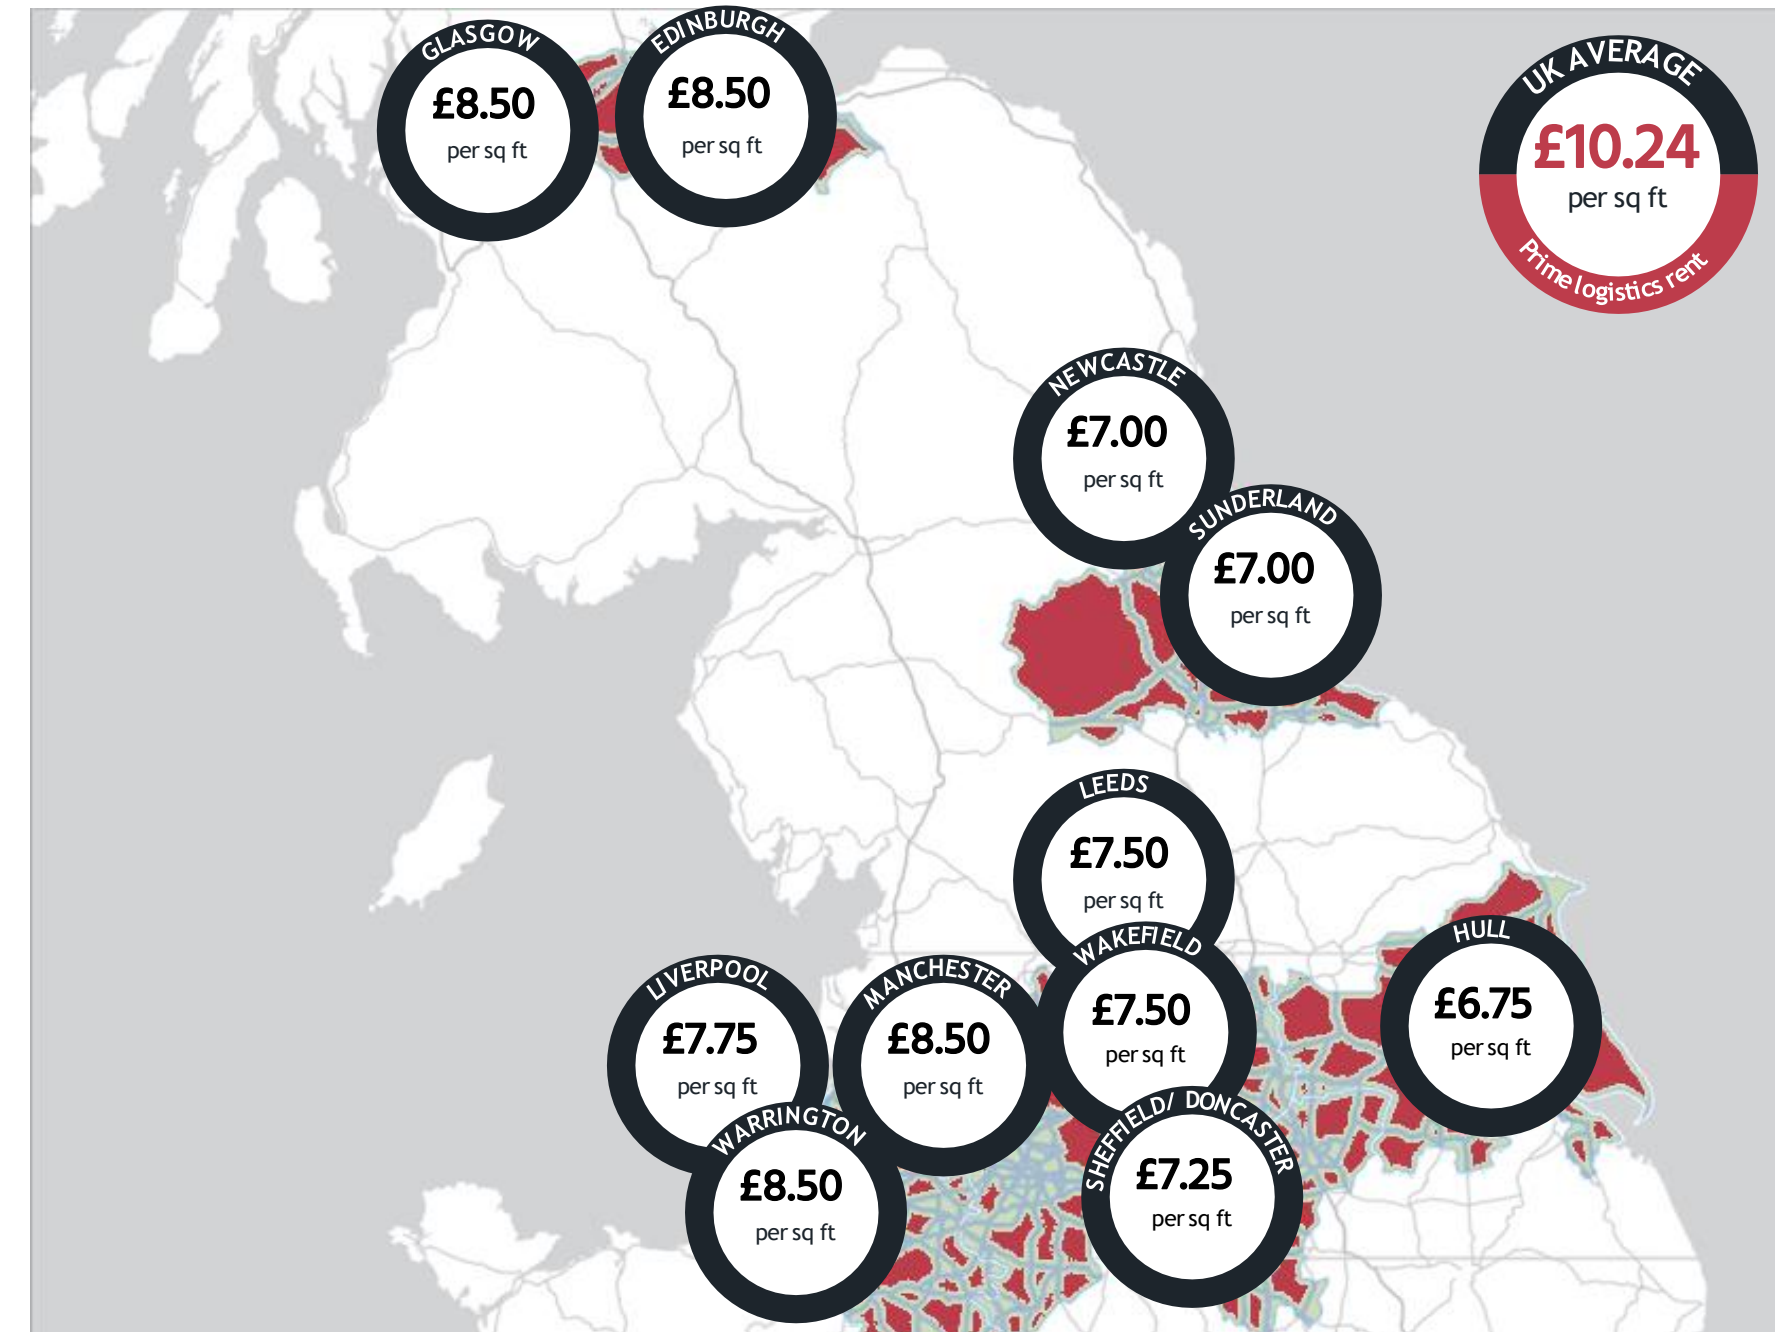 GLASGOW
£8.50
per sq ft
EDINBURGH
£8.50
per sq ft
UK AVERAGE
£10.24
per sq ft
Prime logistics rent
NEWCASTLE
£7.00
per sq ft
SUNDERLAND
£7.00
per sq ft
LEEDS
£7.50
per sq ft
WAKEFIELD
£7.50
per sq ft
HULL
£6.75
per sq ft
LIVERPOOL
£7.75
per sq ft
MANCHESTER
£8.50
per sq ft
WARRINGTON
£8.50
per sq ft
SHEFFIELD/ DONCASTER
£7.25
per sq ft